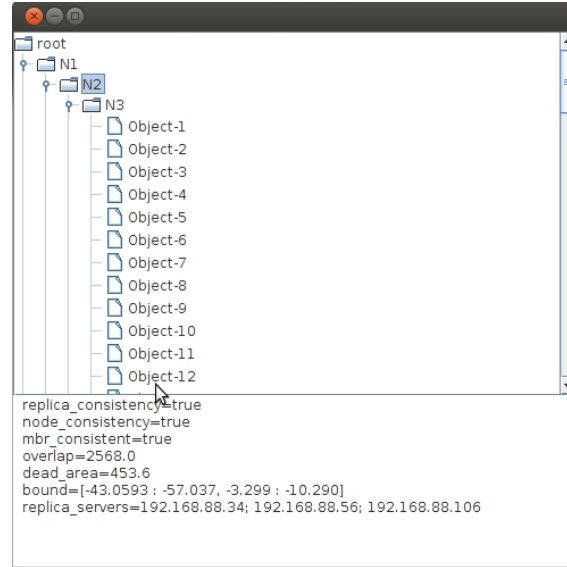 root
N1
N2
N3
Object-1
Object-2
Object-3
Object-4
Object-5
Object-6
Object-7
Object-8
Object-9
Object-10
Object-11
Object-12
replica_consistency=true
node_consistency=true
mbr_consistent=true
overlap=2568.0
dead_area=453.6
bound=[-43.0593 : -57.037, -3.299 : -10.290]
replica_servers=192.168.88.34; 192.168.88.56; 192.168.88.106